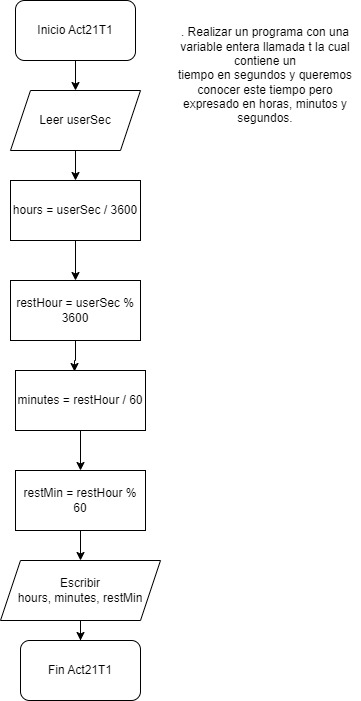 Inicio Act21T1
. Realizar un programa con una
variable entera llamada t la cual
contiene un
tiempo en segundos y queremos
conocer este tiempo pero
expresado en horas, minutos y
segundos.
Leer userSec
hours = userSec / 3600
restHour = userSec %
3600
minutes = restHour / 60
restMin = restHour %
60
Escribir
hours, minutes, restMin
Fin Act21T1